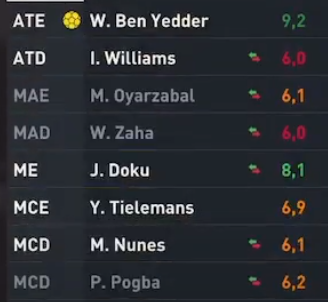 ATE W. Ben Yedder 9,2
ATD I. Williams 6,0
MAE M. Oyarzabal 6,1
MAD W. Zaha 6,0
ME J. Doku 8,1
MCE Y. Tielemans 6,9
MCD M. Nunes 6,1
MCD P. Pogba 6,2